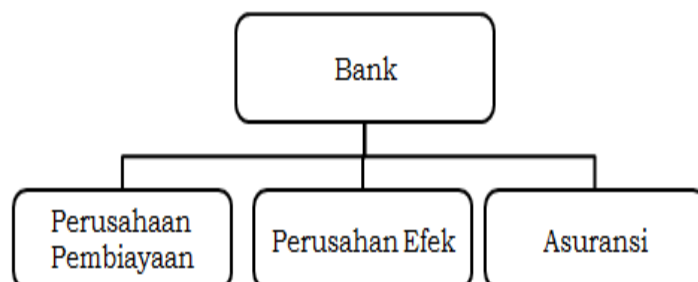 Bank
Perusahaan
Pembiayaan
Perusahan Efek
Asuransi